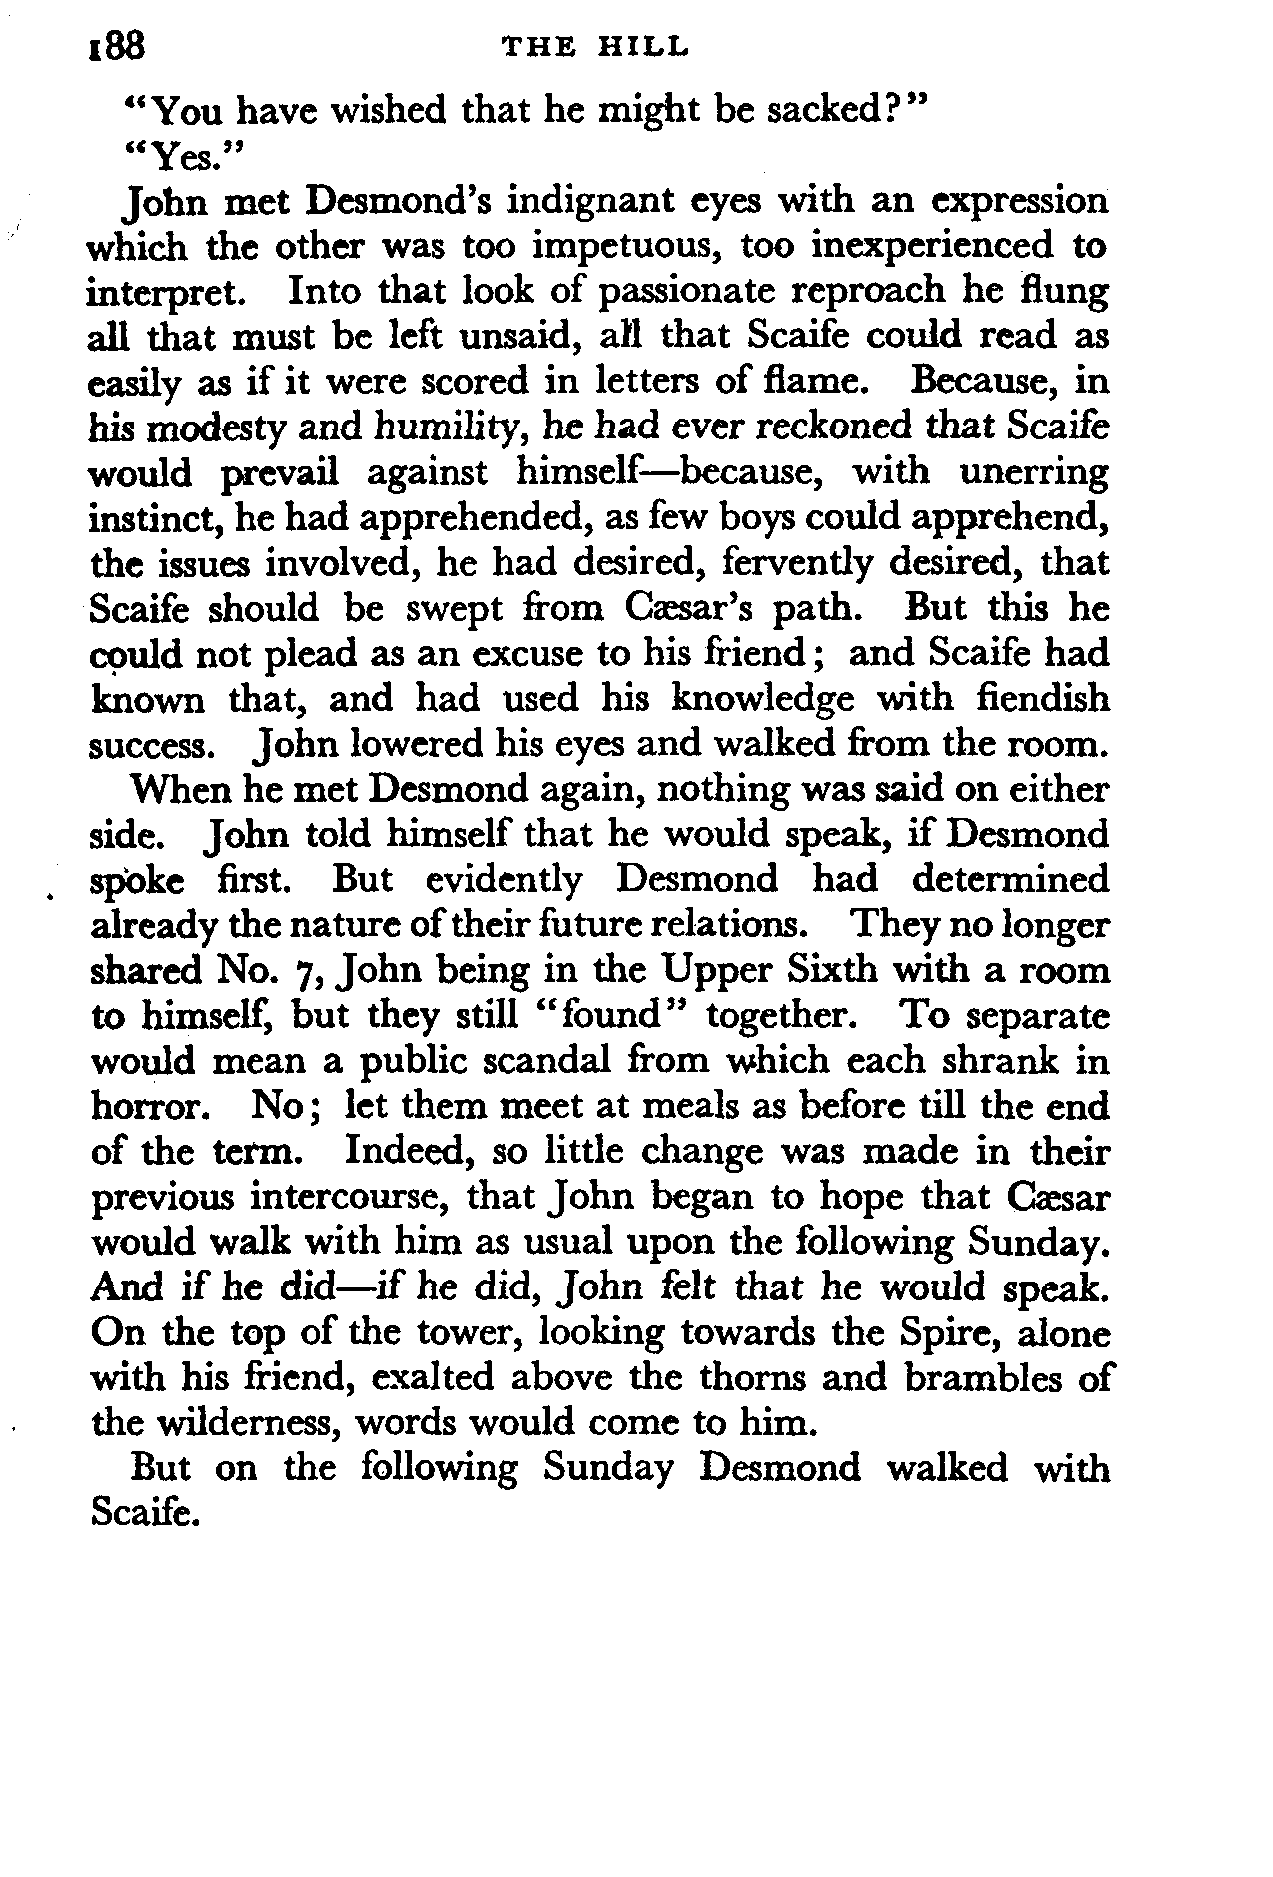 188 THE HILL
"You have wished that he might be sacked?"
"Yes."
John met Desmond's indignant eyes with an expression
which the other was too impetuous, too inexperienced to
interpret. Into that look of passionate reproach he flung
all that must be left unsaid, all that Scaife could read as
easily as if it were scored in letters of flame. Because, in
his modesty and humility, he had ever reckoned that Scaife
would prevail against himself—because, with unerring
instinct, he had apprehended, as few boys could apprehend,
the issues involved, he had desired, fervently desired, that
Scaife should be swept from Cæsar's path. But this he
could not plead as an excuse to his friend; and Scaife had
known that, and had used his knowledge with fiendish
success. John lowered his eyes and walked from the room.
When he met Desmond again, nothing was said on either
side. John told himself that he would speak, if Desmond
spoke first. But evidently Desmond had determined
already the nature of their future relations. They no longer
shared No. 7, John being in the Upper Sixth with a room
to himself, but they still "found" together. To separate
would mean a public scandal from which each shrank in
horror. No; let them meet at meals as before till the end
of the term. Indeed, so little change was made in their
previous intercourse, that John began to hope that Cæsar
would walk with him as usual upon the following Sunday.
And if he did—if he did, John felt that he would speak.
On the top of the tower, looking towards the Spire, alone
with his friend, exalted above the thorns and brambles of
the wilderness, words would come to him.
But on the following Sunday Desmond walked with
Scaife.